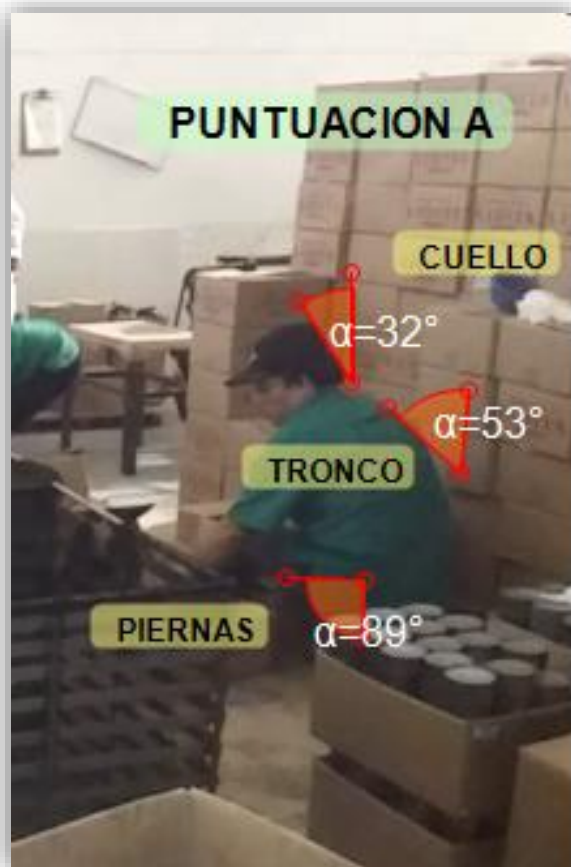 PUNTUACION A
CUELLO
α=32°
α=53°
TRONCO
PIERNAS
α=89°